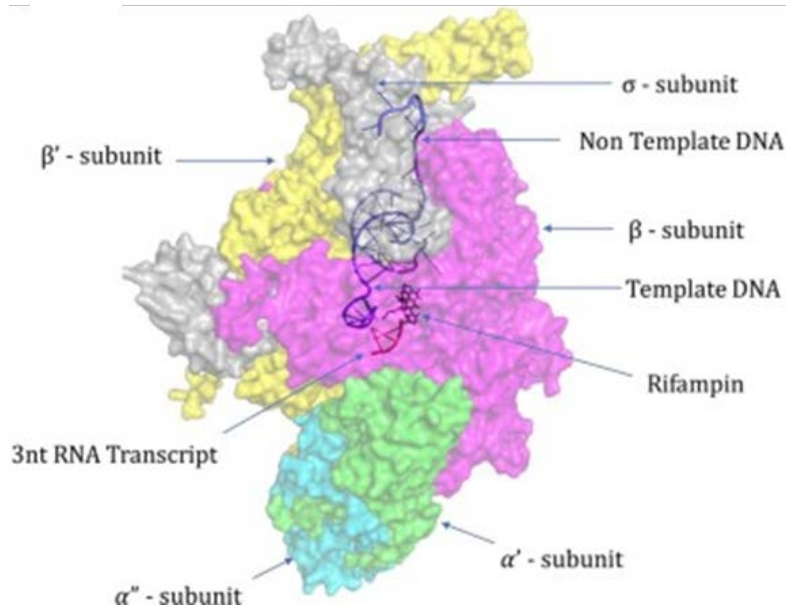 σ - subunit
Non Template DNA
β' - subunit
β - subunit
Template DNA
Rifampin
3nt RNA Transcript
α' - subunit
α" - subunit